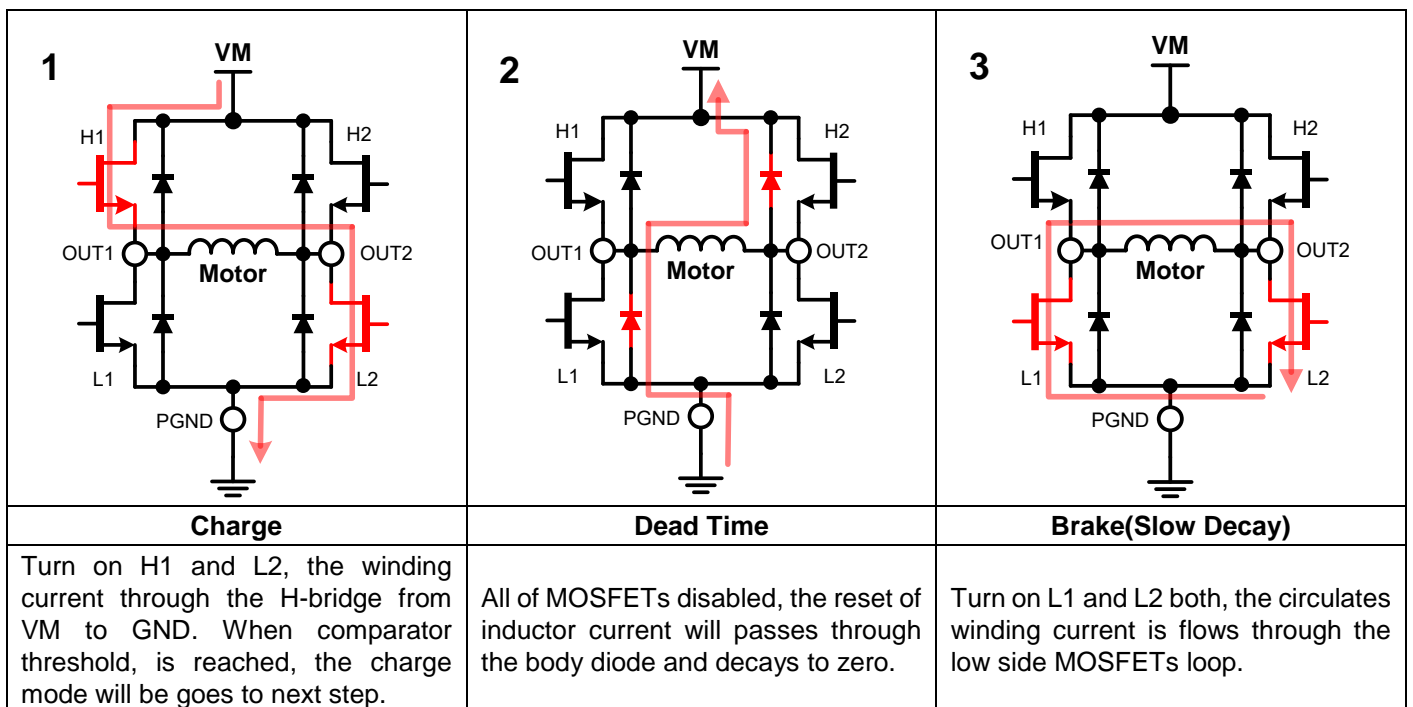 1
VM
H1
H2
OUT1
OUT2
Motor
L1
L2
PGND
2
VM
H1
H2
OUT1
OUT2
Motor
L1
L2
PGND
3
VM
H1
H2
OUT1
OUT2
Motor
L1
L2
PGND
Charge
Dead Time
Brake(Slow Decay)
Turn on H1 and L2, the winding
current through the H-bridge from
VM to GND. When comparator
threshold, is reached, the charge
mode will be goes to next step.
All of MOSFETs disabled, the reset of
inductor current will passes through
the body diode and decays to zero.
Turn on L1 and L2 both, the circulates
winding current is flows through the
low side MOSFETs loop.